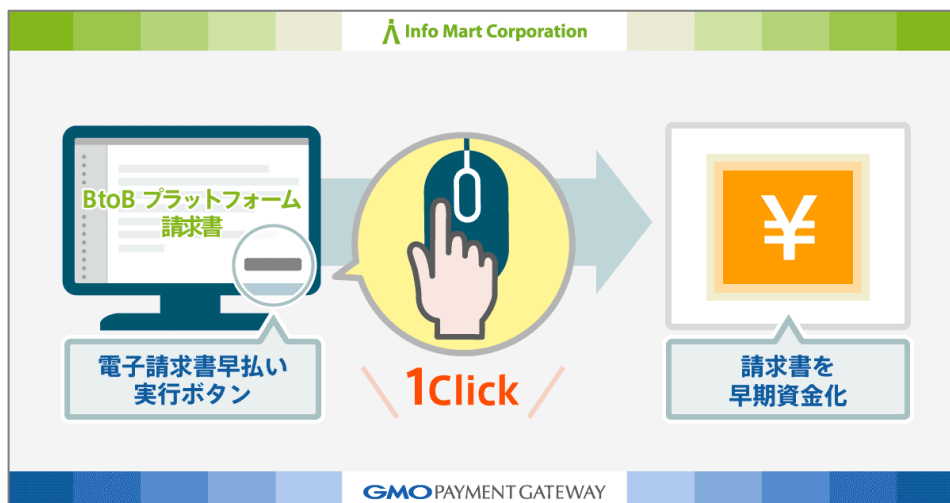 Info Mart Corporation
BtoB プラットフォーム
請求書
電子請求書早払い
実行ボタン
1Click
¥
請求書を
早期資金化
GMO PAYMENT GATEWAY